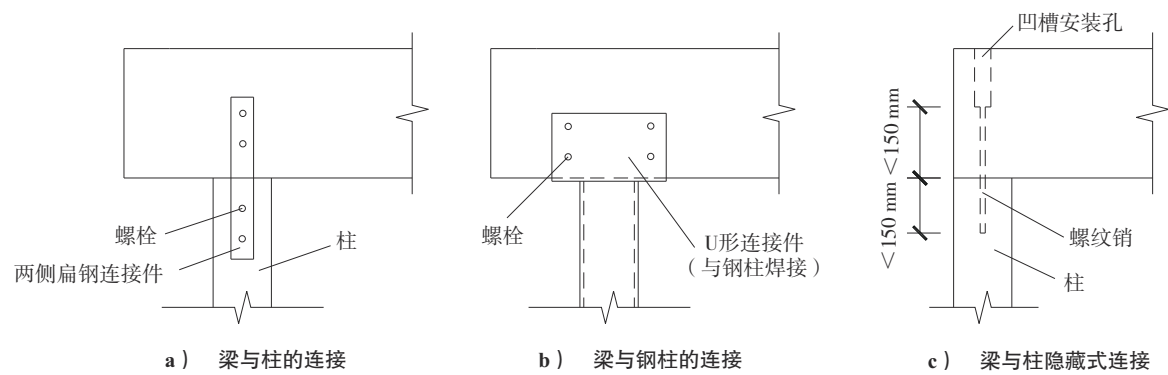 螺栓
两侧扁钢连接件
柱
a） 梁与柱的连接
螺栓
U形连接件
（与钢柱焊接）
b） 梁与钢柱的连接
凹槽安装孔
＜150 mm
＜150 mm
螺纹销
柱
c） 梁与柱隐藏式连接